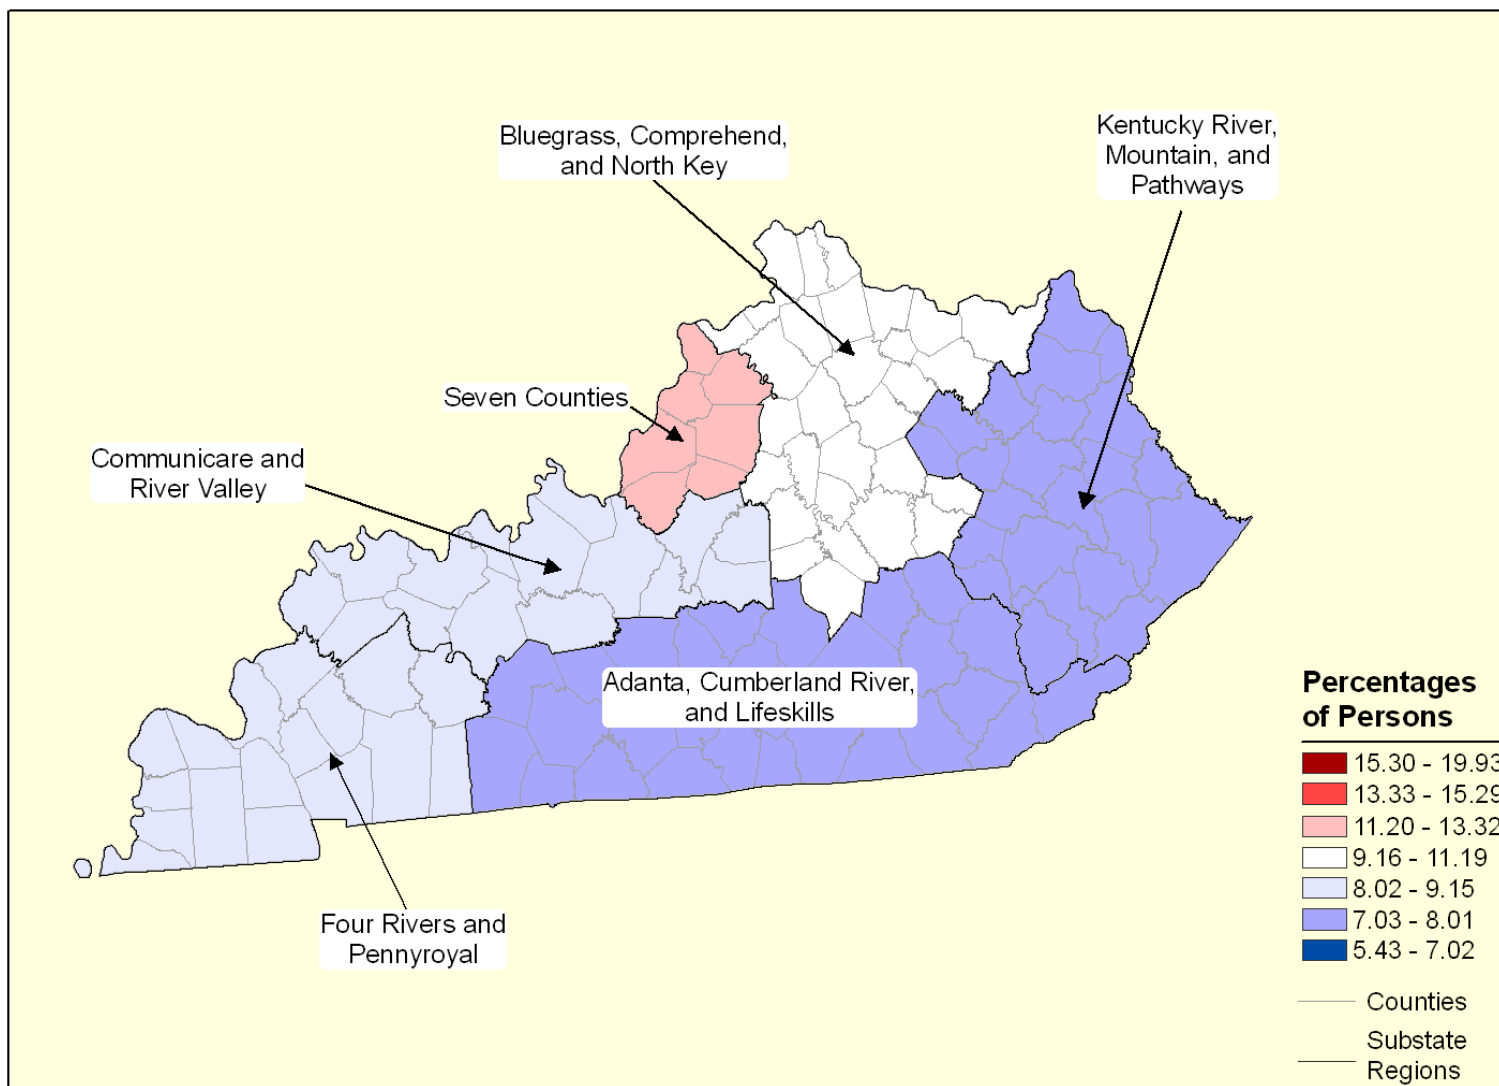 Bluegrass, Comprehend,
and North Key
Kentucky River,
Mountain, and
Pathways
Seven Counties
Communicare and
River Valley
Adanta, Cumberland River,
and Lifeskills
Four Rivers and
Pennyroyal
Percentages
of Persons
15.30 - 19.93
13.33 - 15.29
11.20 - 13.32
9.16 - 11.19
8.02 - 9.15
7.03 - 8.01
5.43 - 7.02
Counties
Substate
Regions